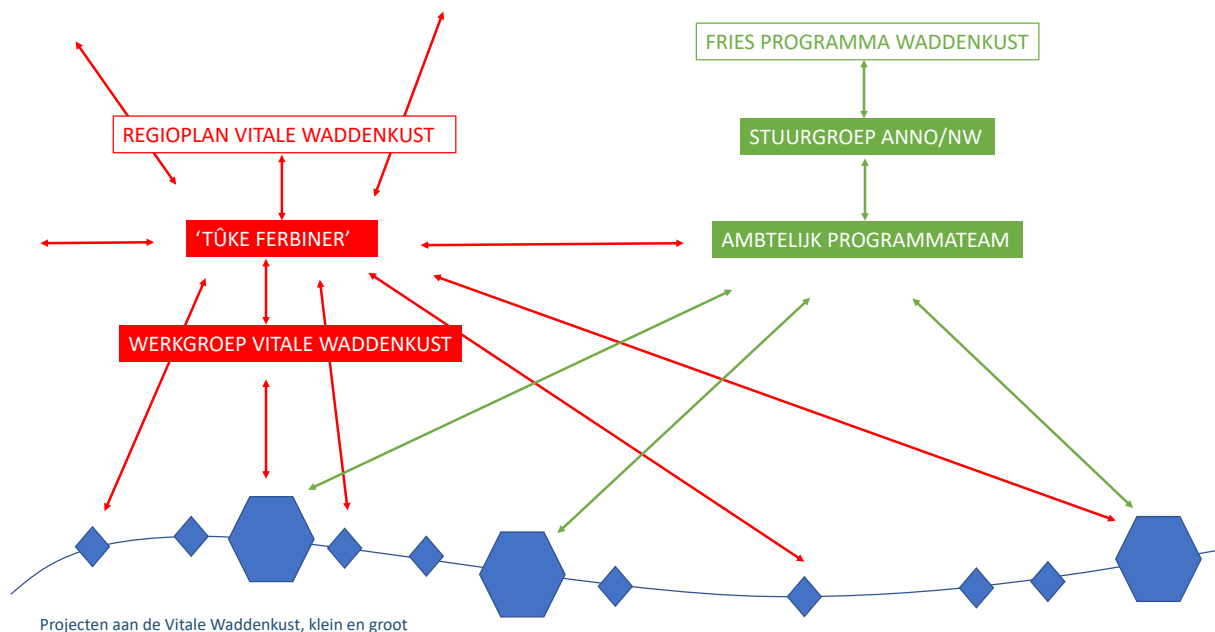 FRIES PROGRAMMA WADDENKUST
REGIOPLAN VITALE WADDENKUST
STUURGROEP ANNO/NW
‘TÛKE FERBINER’
AMBTELIJK PROGRAMMATEAM
WERKGROEP VITALE WADDENKUST
Projecten aan de Vitale Waddenkust, klein en groot